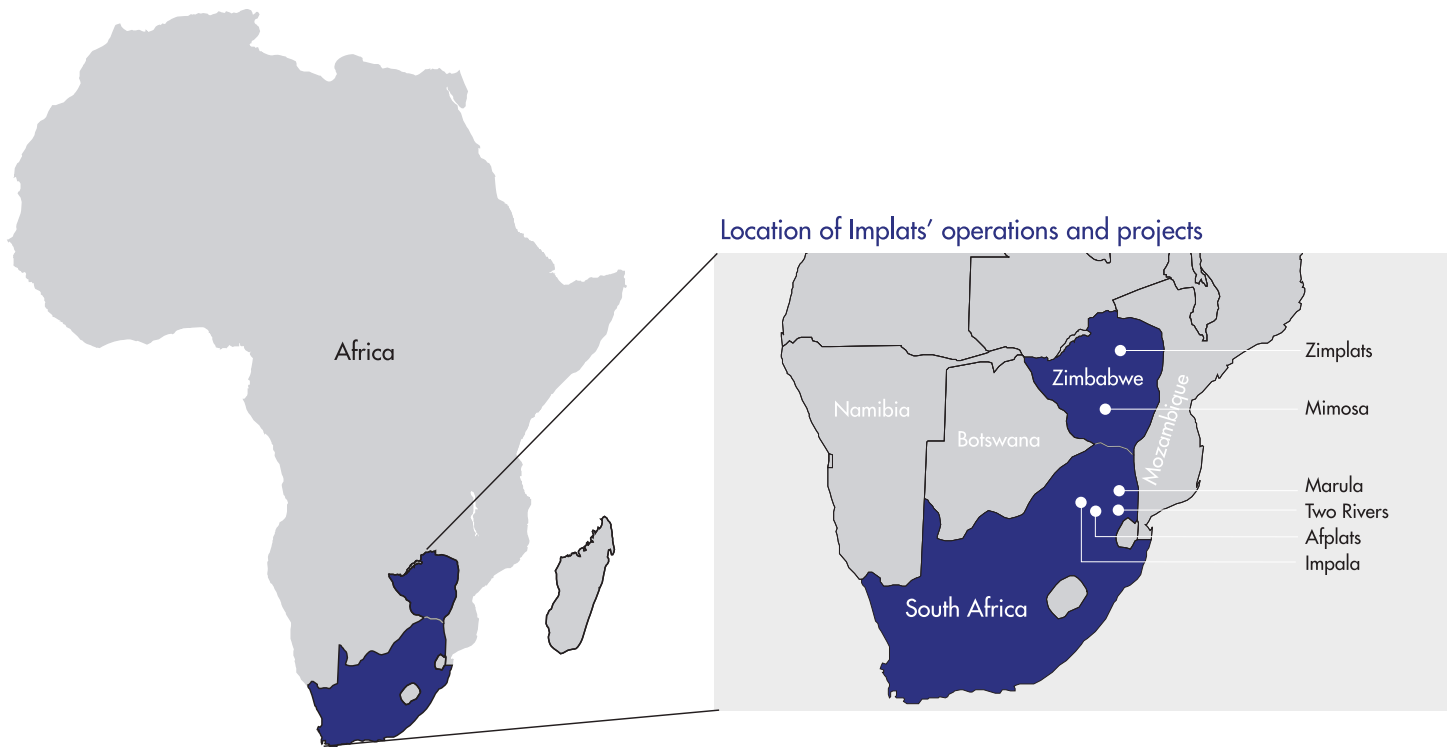 Location of Implats’ operations and projects
Africa
Zimplats
Zimbabwe
Mimosa
Namibia
Botswana
Mozambique
Marula
Two Rivers
Afplats
Impala
South Africa